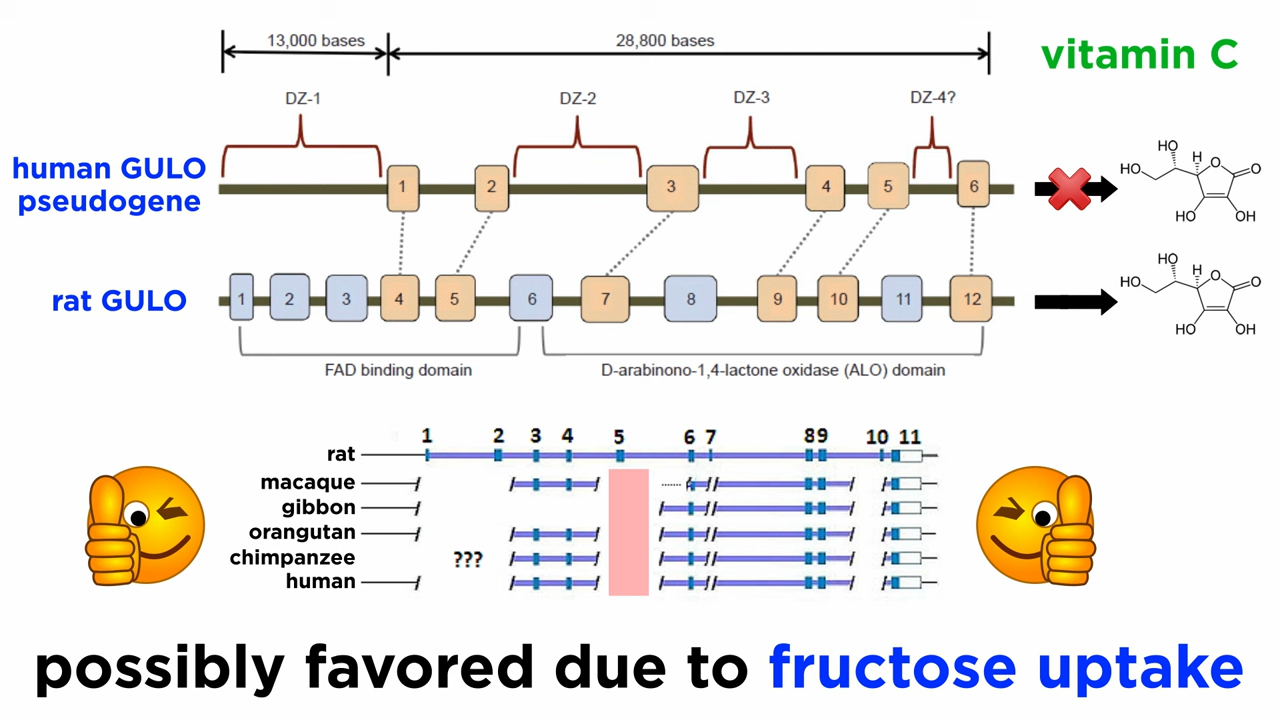 13,000 bases
28,800 bases
vitamin C
DZ-1
DZ-2
DZ-3
DZ-4?
human GULO
pseudogene
1 2 3 4 5 6
HO
HO
H
O
O
HO
OH
rat GULO
1 2 3 4 5 6 7 8 9 10 11 12
HO
HO
H
O
O
HO
OH
FAD binding domain
D-arabinono-1,4-lactone oxidase (ALO) domain
1 2 3 4 5 6 7 89 10 11
rat
macaque
gibbon
orangutan
chimpanzee
???
human
possibly favored due to fructose uptake